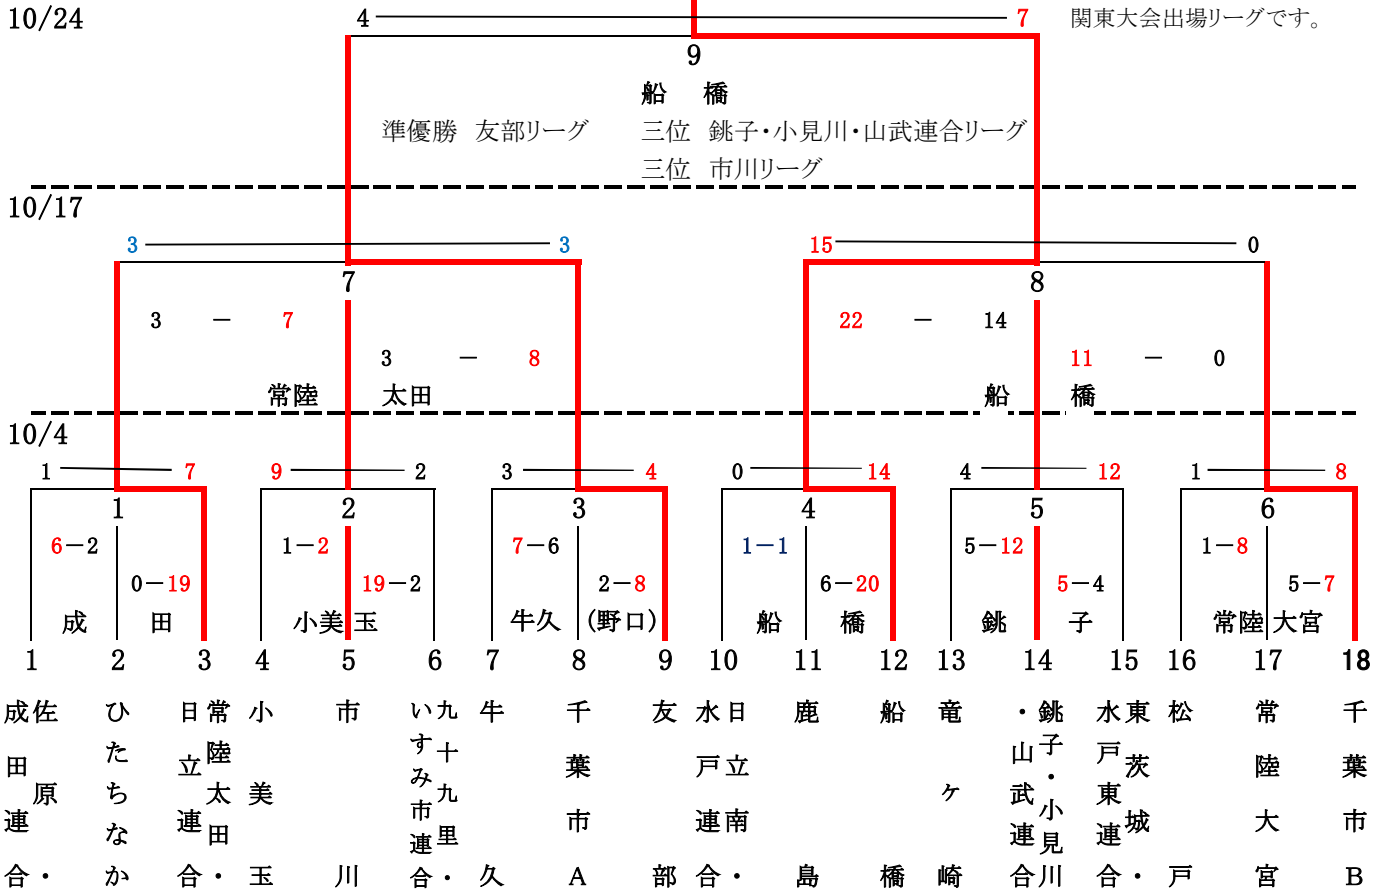 10/24
4 7
関東大会出場リーグです。
9
船 橋
準優勝 友部リーグ 三位 銚子・小見川・山武連合リーグ
三位 市川リーグ
10/17
3 3 15 0
7 8
3 － 7 22 － 14
3 － 8 11 － 0
常陸 太田 船 橋
10/4
1 7 9 2 3 4 0 14 4 12 1 8
1 2 3 4 5 6
6－2 1－2 7－6 1－1 5－12 1－8
0－19 19－2 2－8 6－20 5－4 5－7
成 田 小美 玉 牛久 (野口) 船 橋 銚 子 常陸 大宮
1 2 3 4 5 6 7 8 9 10 11 12 13 14 15 16 17 18
佐原・
成田連合
ひたちなか
常陸太田・
日立連合
小美玉
市川
九十九里・
いすみ市連合
牛久
千葉市A
友部
日立南・
水戸連合
鹿島
船橋
竜ヶ崎
銚子・小見川
・山武連合
東茨城・
水戸東連合
松戸
常陸大宮
千葉市B